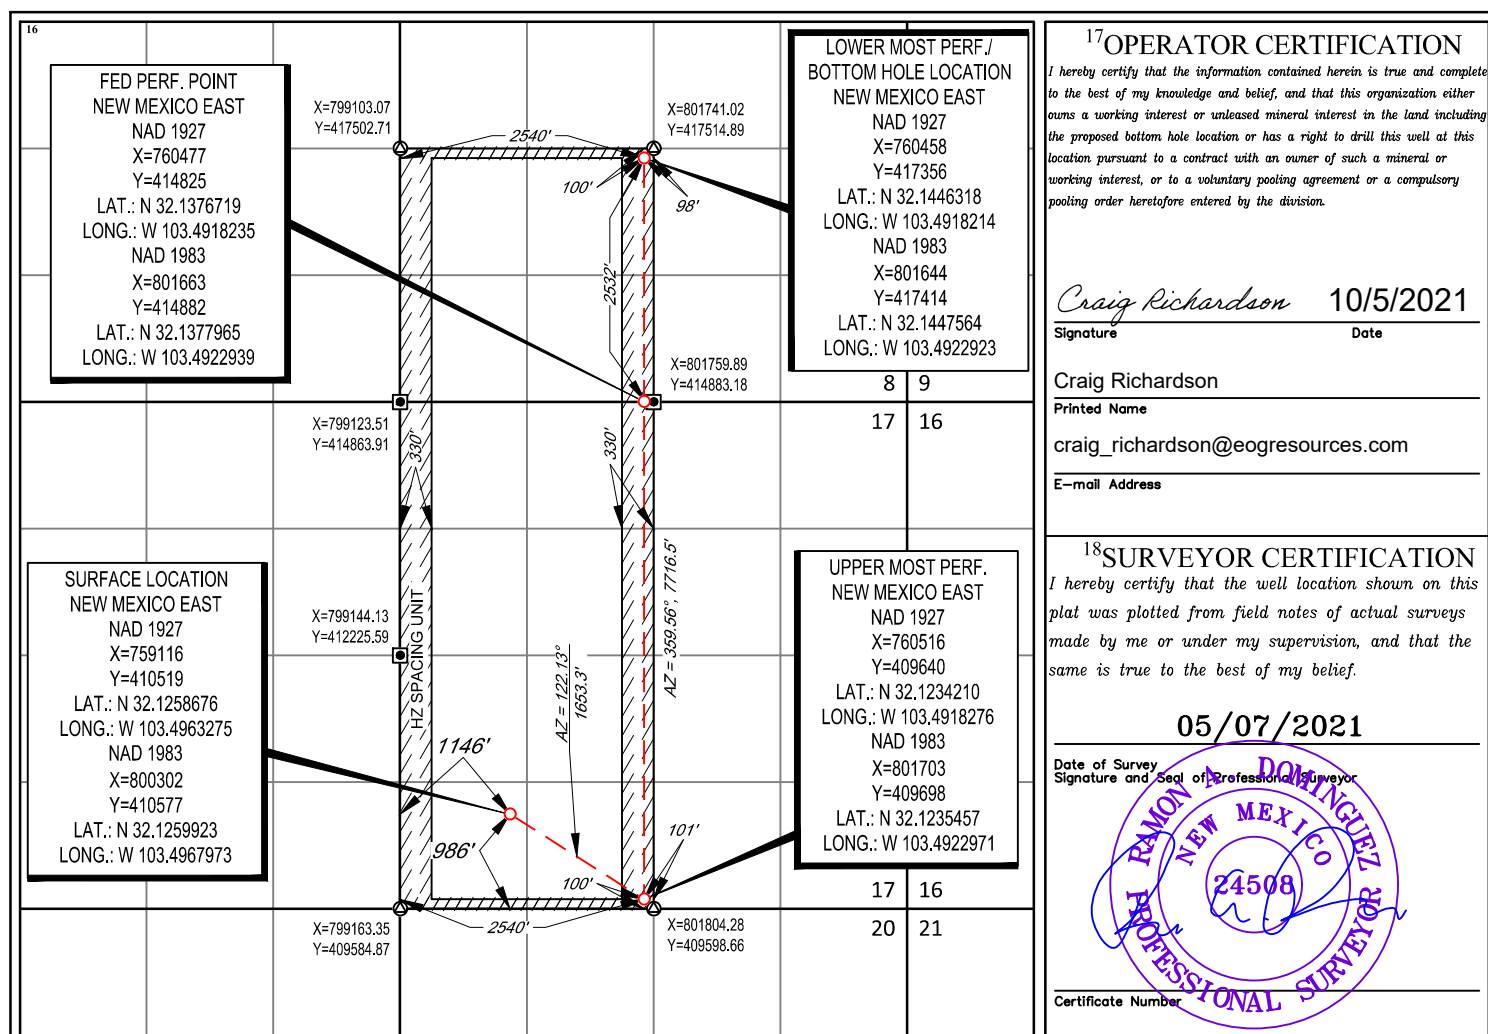 16
FED PERF. POINT
NEW MEXICO EAST
NAD 1927
X=760477
Y=414825
LAT.: N 32.1376719
LONG.: W 103.4918235
NAD 1983
X=801663
Y=414882
LAT.: N 32.1377965
LONG.: W 103.4922939
X=799103.07
Y=417502.71
2540'
X=801741.02
Y=417514.89
100'
98'
2532'
LOWER MOST PERF./
BOTTOM HOLE LOCATION
NEW MEXICO EAST
NAD 1927
X=760458
Y=417356
LAT.: N 32.1446318
LONG.: W 103.4918214
NAD 1983
X=801644
Y=417414
LAT.: N 32.1447564
LONG.: W 103.4922923
X=801759.89
Y=414883.18
8 9
17 16
X=799123.51
Y=414863.91
330'
330'
SURFACE LOCATION
NEW MEXICO EAST
NAD 1927
X=759116
Y=410519
LAT.: N 32.1258676
LONG.: W 103.4963275
NAD 1983
X=800302
Y=410577
LAT.: N 32.1259923
LONG.: W 103.4967973
X=799144.13
Y=412225.59
HZ SPACING UNIT
AZ = 122.13°
1653.3'
AZ = 359.56°, 7716.5'
1146'
986'
100'
101'
UPPER MOST PERF.
NEW MEXICO EAST
NAD 1927
X=760516
Y=409640
LAT.: N 32.1234210
LONG.: W 103.4918276
NAD 1983
X=801703
Y=409698
LAT.: N 32.1235457
LONG.: W 103.4922971
17 16
20 21
X=799163.35
Y=409584.87
2540'
X=801804.28
Y=409598.66
17OPERATOR CERTIFICATION
I hereby certify that the information contained herein is true and complete
to the best of my knowledge and belief, and that this organization either
owns a working interest or unleased mineral interest in the land including
the proposed bottom hole location or has a right to drill this well at this
location pursuant to a contract with an owner of such a mineral or
working interest, or to a voluntary pooling agreement or a compulsory
pooling order heretofore entered by the division.
Craig Richardson 10/5/2021
Signature Date
Craig Richardson
Printed Name
craig_richardson@eogresources.com
E-mail Address
18SURVEYOR CERTIFICATION
I hereby certify that the well location shown on this
plat was plotted from field notes of actual surveys
made by me or under my supervision, and that the
same is true to the best of my belief.
05/07/2021
Date of Survey
Signature and Seal of Professional Surveyor
RAMON A. DOMINGUEZ
NEW MEXICO
24508
PROFESSIONAL SURVEYOR
Certificate Number